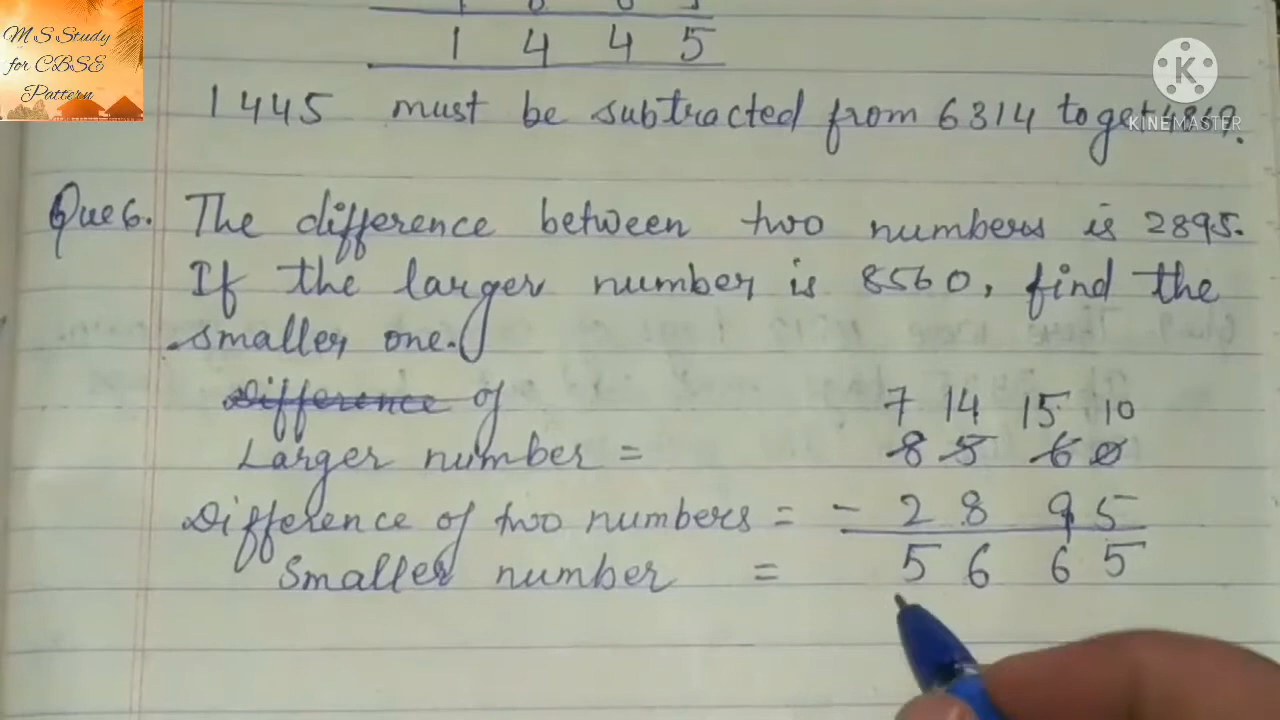 M S Study
for CBSE
Pattern
1 4 4 5
KINEMASTER
1445 must be subtracted from 6314 to get 4869.
Que 6. The difference between two numbers is 2895.
If the larger number is 8560, find the
smaller one.
Difference of
7 14 15 10
Larger number = 8 5 6 0
Difference of two numbers = - 2 8 9 5
Smaller number = 5 6 6 5